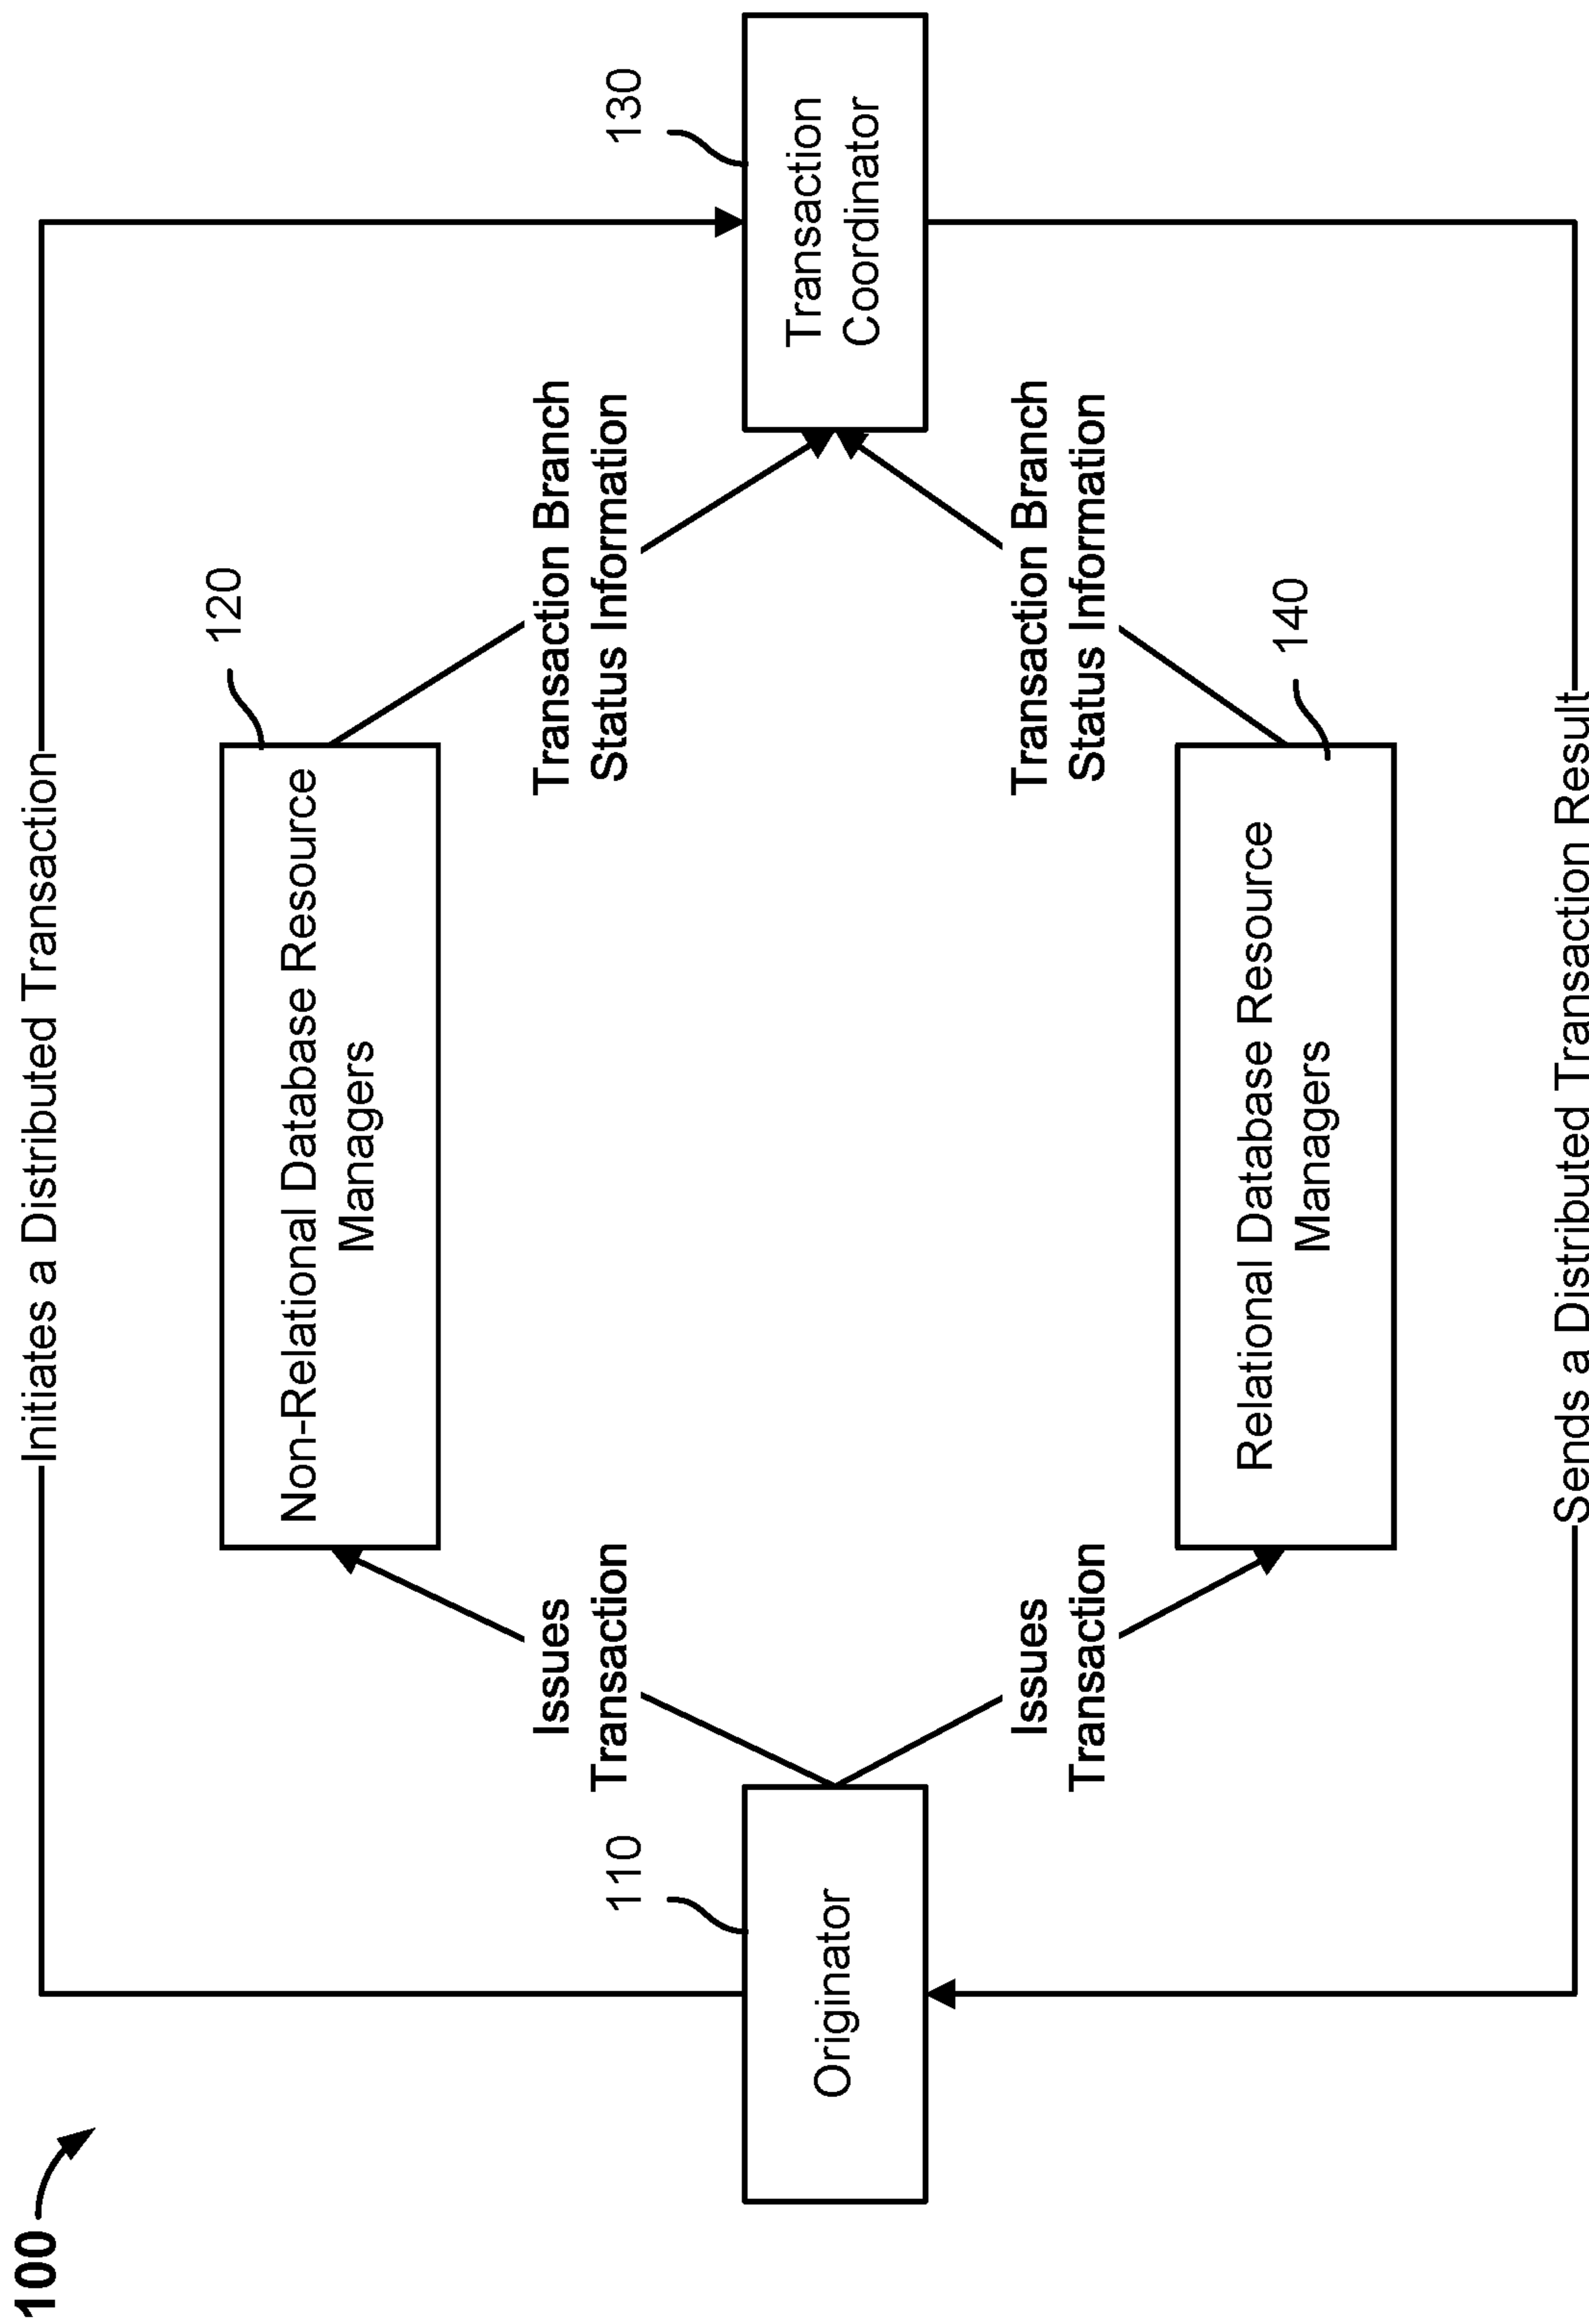 100
Initiates a Distributed Transaction
120
Non-Relational Database Resource
Managers
Issues
Transaction
Transaction Branch
Status Information
110
Originator
130
Transaction
Coordinator
Issues
Transaction
Transaction Branch
Status Information
140
Relational Database Resource
Managers
Sends a Distributed Transaction Result